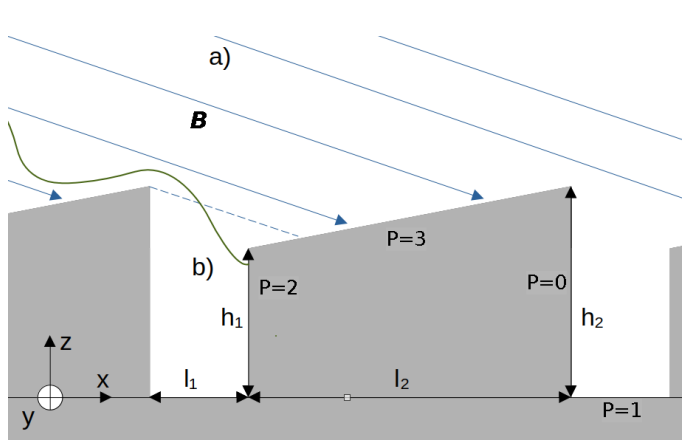 a)
B
P=3
b)
P=2
P=0
h₁
h₂
z
x
l₁
l₂
y
P=1